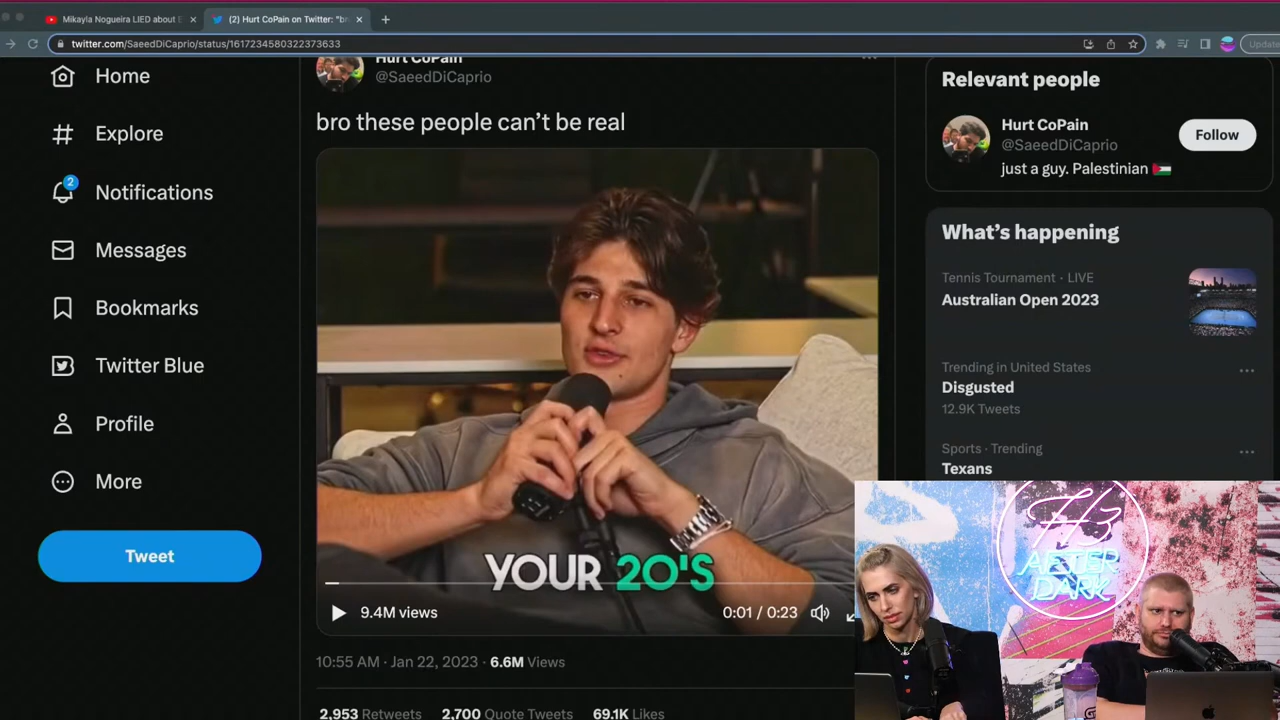 Mikayla Nogueira LIED about E
(2) Hurt CoPain on Twitter: "br
twitter.com/SaeedDiCaprio/status/1617234580322373633
Update
Home
Explore
2
Notifications
Messages
Bookmarks
Twitter Blue
Profile
More
Tweet
Hurt CoPain
@SaeedDiCaprio
bro these people can't be real
YOUR 20'S
9.4M views
0:01 / 0:23
10:55 AM · Jan 22, 2023 · 6.6M Views
2,953 Retweets 2,700 Quote Tweets 69.1K Likes
Relevant people
Hurt CoPain
@SaeedDiCaprio
Follow
just a guy. Palestinian
What's happening
Tennis Tournament · LIVE
Australian Open 2023
Trending in United States
Disgusted
12.9K Tweets
Sports · Trending
Texans
H3
AFTER
DARK